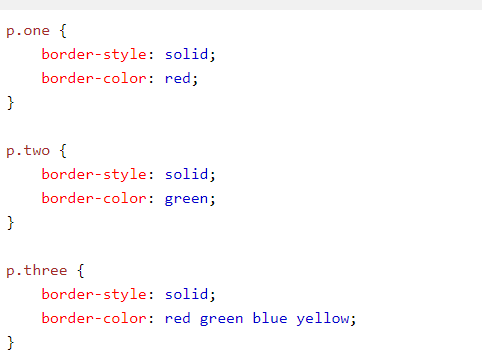 p.one {
    border-style: solid;
    border-color: red;
}

p.two {
    border-style: solid;
    border-color: green;
}

p.three {
    border-style: solid;
    border-color: red green blue yellow;
}